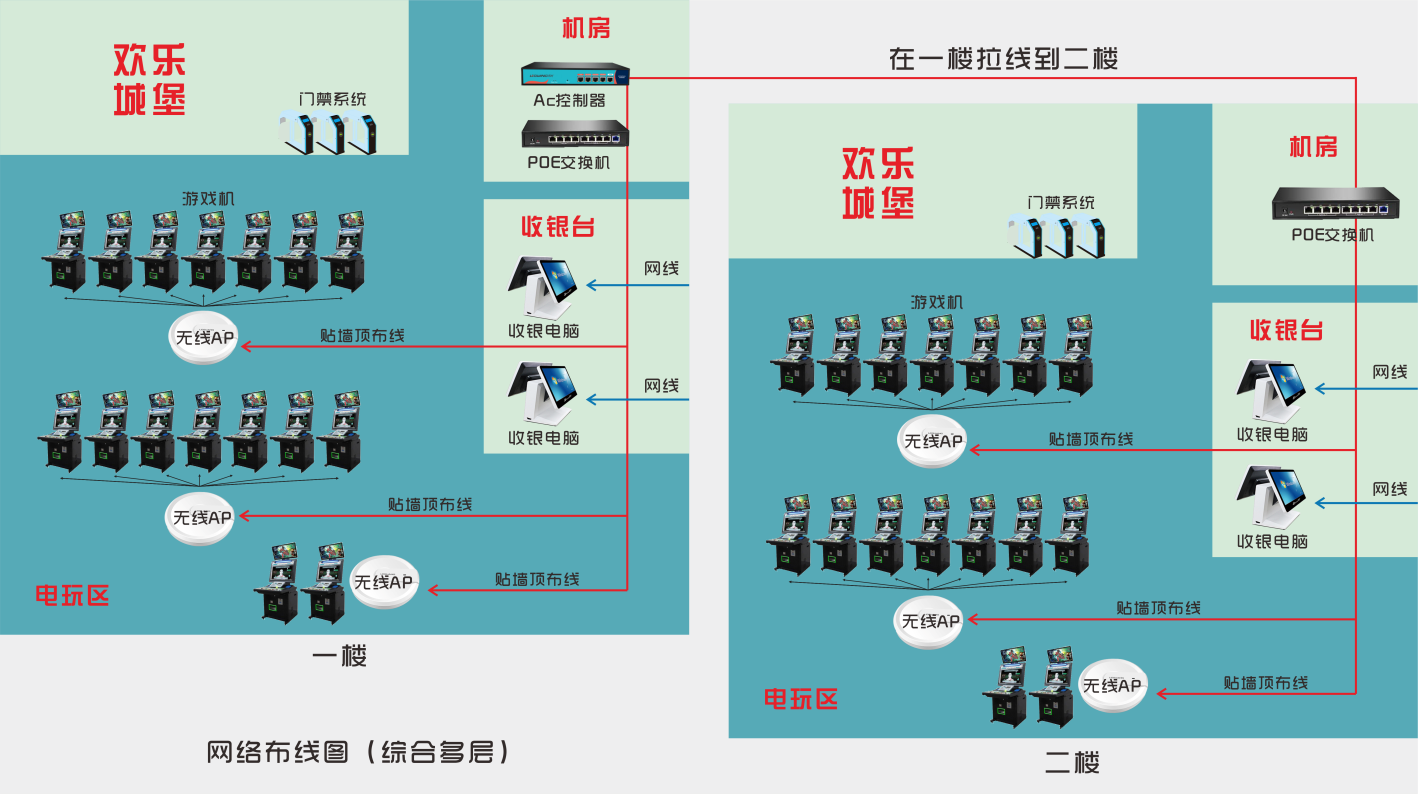 欢乐
城堡
门禁系统
机房
Ac控制器
POE交换机
游戏机
无线AP
贴墙顶布线
收银台
网线
收银电脑
网线
收银电脑
无线AP
贴墙顶布线
无线AP
贴墙顶布线
电玩区
一楼
网络布线图（综合多层）
在一楼拉线到二楼
欢乐
城堡
门禁系统
机房
POE交换机
游戏机
无线AP
贴墙顶布线
收银台
网线
收银电脑
网线
收银电脑
无线AP
贴墙顶布线
无线AP
贴墙顶布线
电玩区
二楼